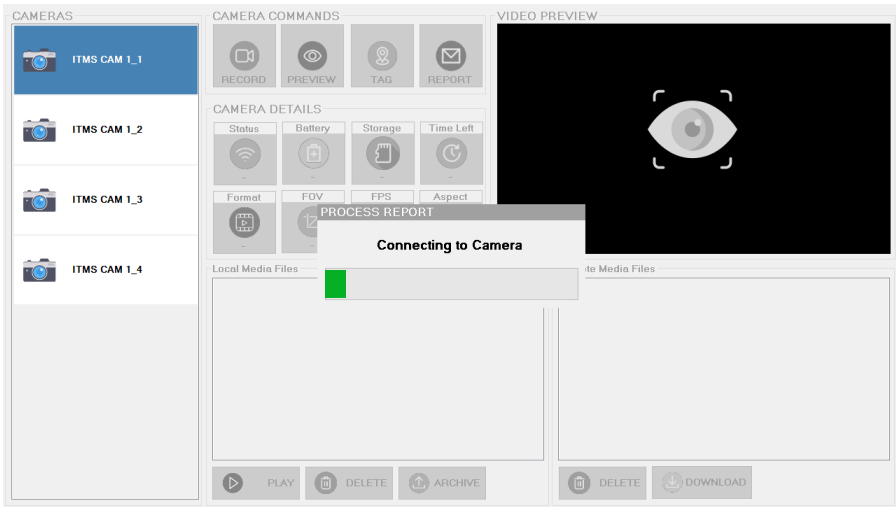 CAMERAS
ITMS CAM 1_1
ITMS CAM 1_2
ITMS CAM 1_3
ITMS CAM 1_4
CAMERA COMMANDS
RECORD
PREVIEW
TAG
REPORT
CAMERA DETAILS
Status
Battery
Storage
Time Left
-
-
-
-
Format
FOV
FPS
Aspect
-
-
VIDEO PREVIEW
PROCESS REPORT
Connecting to Camera
Local Media Files
te Media Files
PLAY
DELETE
ARCHIVE
DELETE
DOWNLOAD